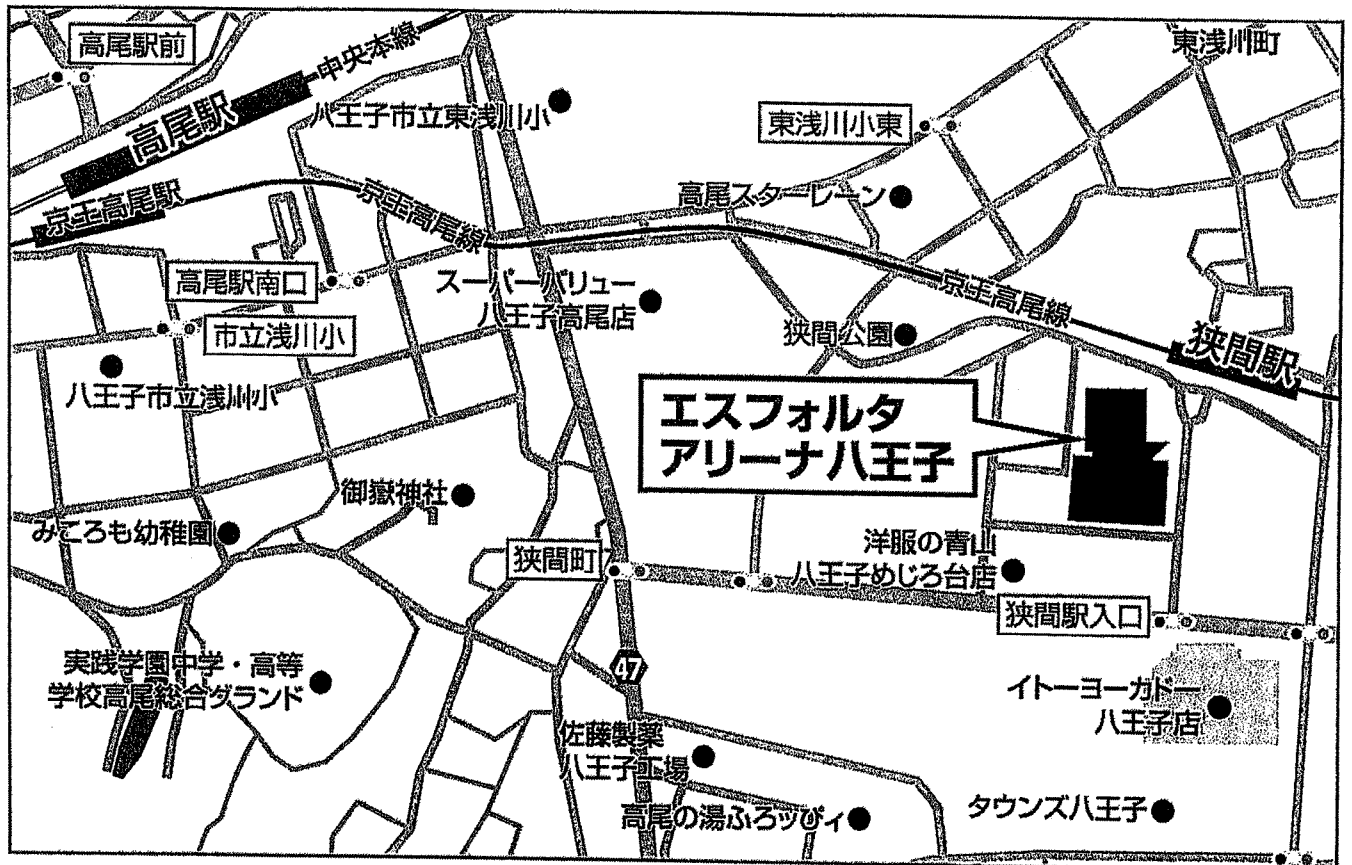 高尾駅前
中央本線
東浅川町
高尾駅
八王子市立東浅川小
東浅川小東
京王高尾駅
京王高尾線
高尾スターレーン
高尾駅南口
スーパーバリュー
八王子高尾店
京王高尾線
市立浅川小
狭間公園
狭間駅
八王子市立浅川小
エスフォルタ
アリーナ八王子
御嶽神社
みころも幼稚園
狭間町
洋服の青山
八王子めじろ台店
狭間駅入口
実践学園中学・高等
学校高尾総合グランド
47
イトーヨーカドー
八王子店
佐藤製薬
八王子工場
高尾の湯ふろッぴィ
タウンズ八王子